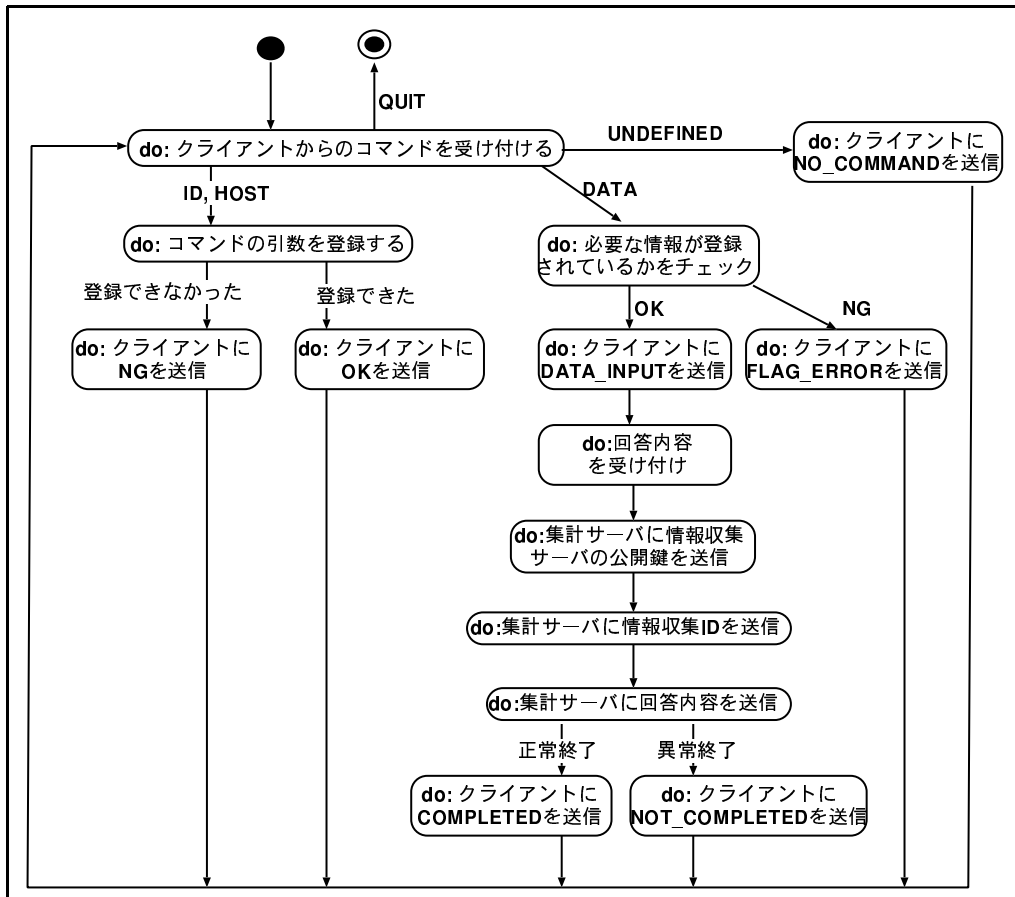 QUIT
do: クライアントからのコマンドを受け付ける
UNDEFINED
do: クライアントに
NO_COMMANDを送信
ID, HOST
DATA
do: コマンドの引数を登録する
do: 必要な情報が登録
されているかをチェック
登録できなかった
登録できた
OK
NG
do: クライアントに
NGを送信
do: クライアントに
OKを送信
do: クライアントに
DATA_INPUTを送信
do: クライアントに
FLAG_ERRORを送信
do:回答内容
を受け付け
do:集計サーバに情報収集
サーバの公開鍵を送信
do:集計サーバに情報収集IDを送信
do:集計サーバに回答内容を送信
正常終了
異常終了
do: クライアントに
COMPLETEDを送信
do: クライアントに
NOT_COMPLETEDを送信